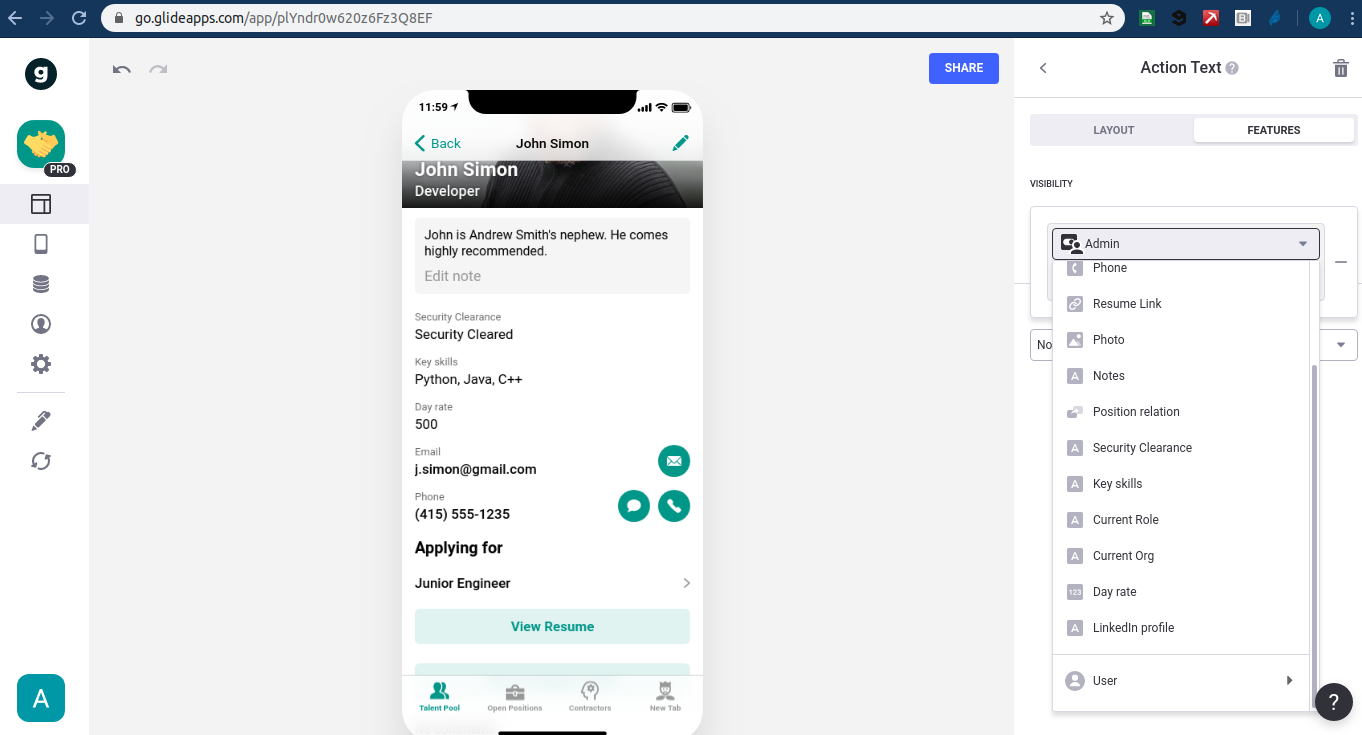 go.glideapps.com/app/plYndr0w620z6Fz3Q8EF
A
g
PRO
A
SHARE
11:59
Back
John Simon
John Simon
Developer
John is Andrew Smith's nephew. He comes
highly recommended.
Edit note
Security Clearance
Security Cleared
Key skills
Python, Java, C++
Day rate
500
Email
j.simon@gmail.com
Phone
(415) 555-1235
Applying for
Junior Engineer
View Resume
Talent Pool
Open Positions
Contractors
New Tab
Action Text ?
LAYOUT
FEATURES
VISIBILITY
Admin
Phone
Resume Link
No
Photo
A Notes
Position relation
A Security Clearance
A Key skills
A Current Role
A Current Org
123 Day rate
A LinkedIn profile
User
?